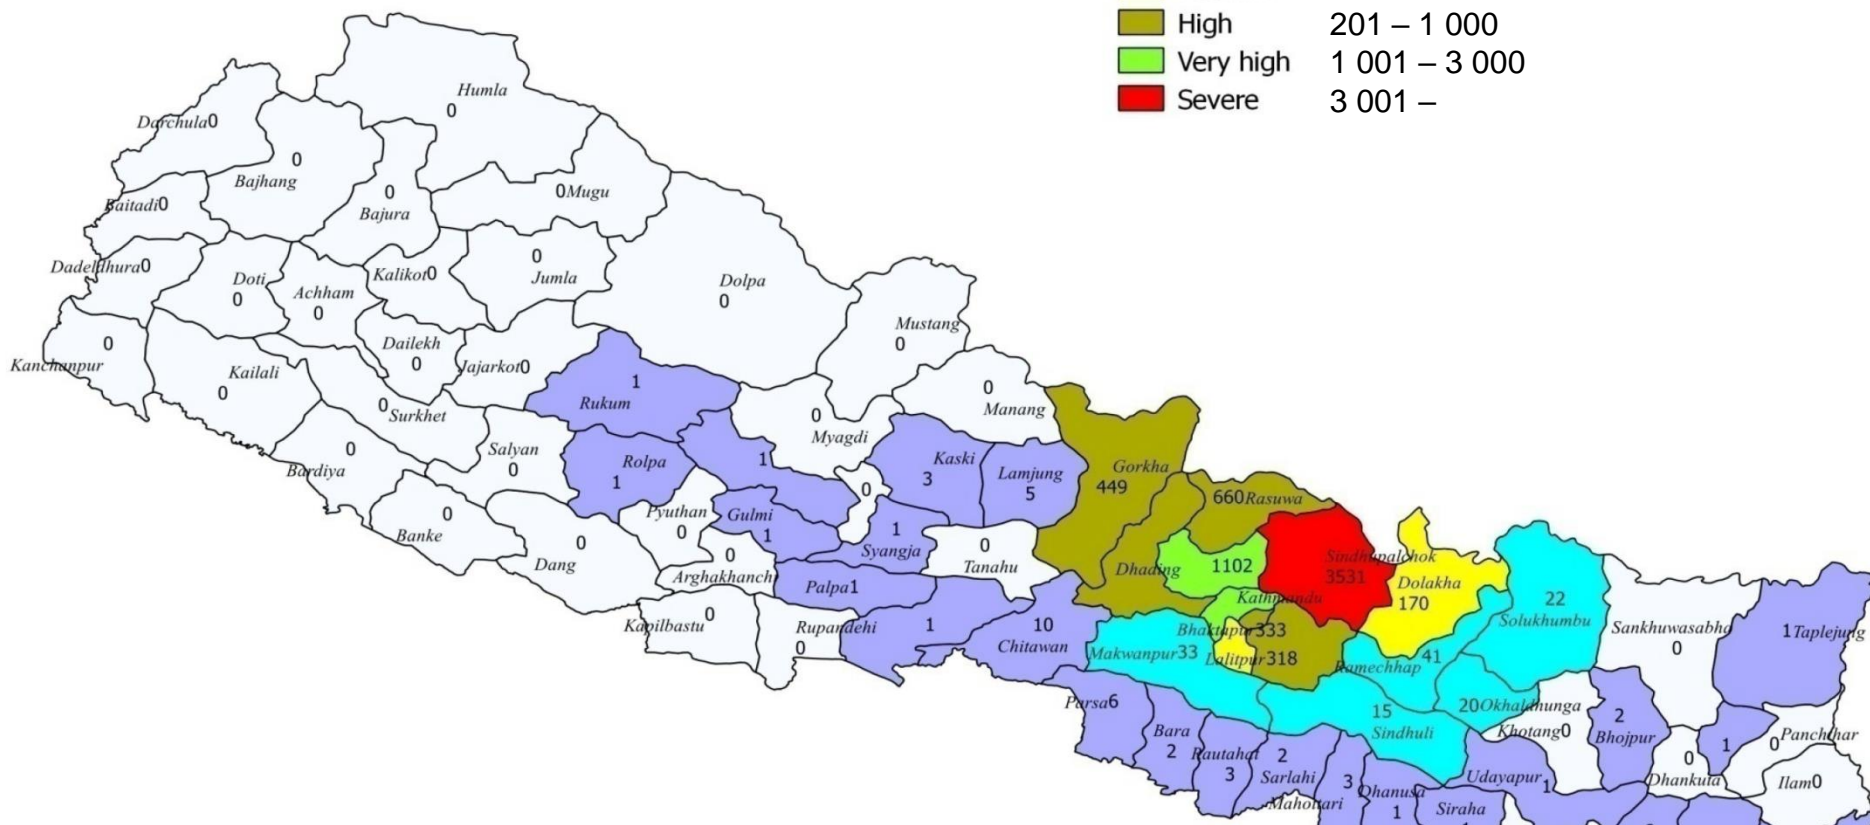 High 201 – 1 000
Very high 1 001 – 3 000
Severe 3 001 –
Humla
0
Darchula0
0
Bajhang
0
Bajura
0Mugu
Baitadi0
Dadeldhura0
Doti
0
Achham
0
Kalikot0
0
Jumla
Dolpa
0
Mustang
0
0
Kanchanpur
Kailali
0
Dailekh
0
Jajarkot0
0
Surkhet
1
Rukum
0
Manang
0
Myagdi
0
Bardiya
Salyan
0
Rolpa
1
1
Kaski
3
Lamjung
5
Gorkha
449
660Rasuwa
0
0
Banke
0
Dang
Pyuthan
0
Gulmi
1
1
Syangja
0
Tanahu
0
Arghakhanchi
Palpa1
Dhading
1102
Sindhupalchok
3531
Dolakha
170
22
Solukhumbu
Kathmandu
0
Kapilbastu
Rupandehi
0
1
10
Chitawan
Bhaktapur333
Makwanpur33
Lalitpur318
Ramechhap
41
Sankhuwasabha
0
1Taplejung
Parsa6
15
Sindhuli
20Okhaldhunga
Khotang0
2
Bhojpur
1
0
Panchthar
Bara
2
Rautahat
3
2
Sarlahi
3
Mahottari
Dhanusa
1
Siraha
Udayapur
1
0
Dhankuta
Ilam0